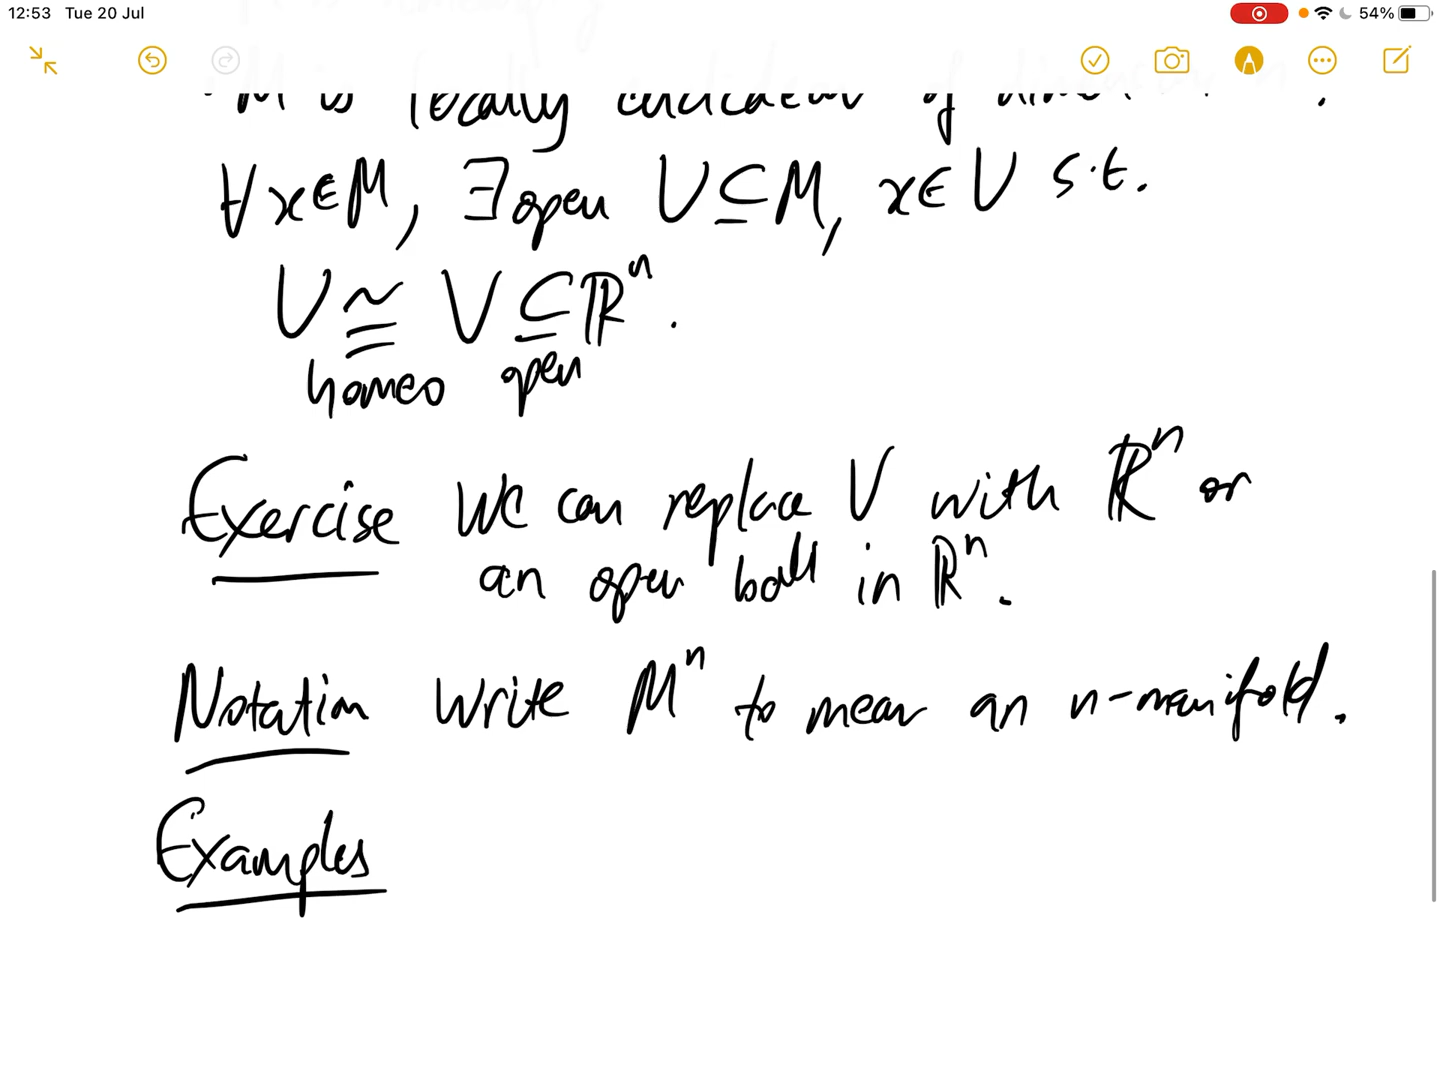 12:53 Tue 20 Jul 54%
• M is locally euclidean of
∀x∈M, ∃ open U⊆M, x∈U s.t.
U ≅ V ⊆ ℝⁿ.
homeo open
Exercise We can replace V with ℝⁿ or
an open ball in ℝⁿ.
Notation Write Mⁿ to mean an n-manifold.
Examples